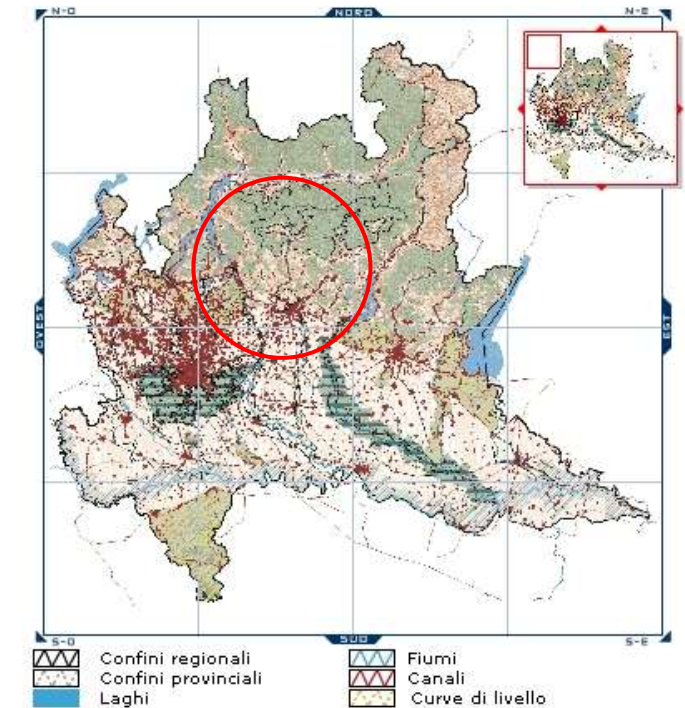 N-O NORD N-E
OVEST
EST
S-O SUD S-E
Confini regionali
Confini provinciali
Laghi
Fiumi
Canali
Curve di livello